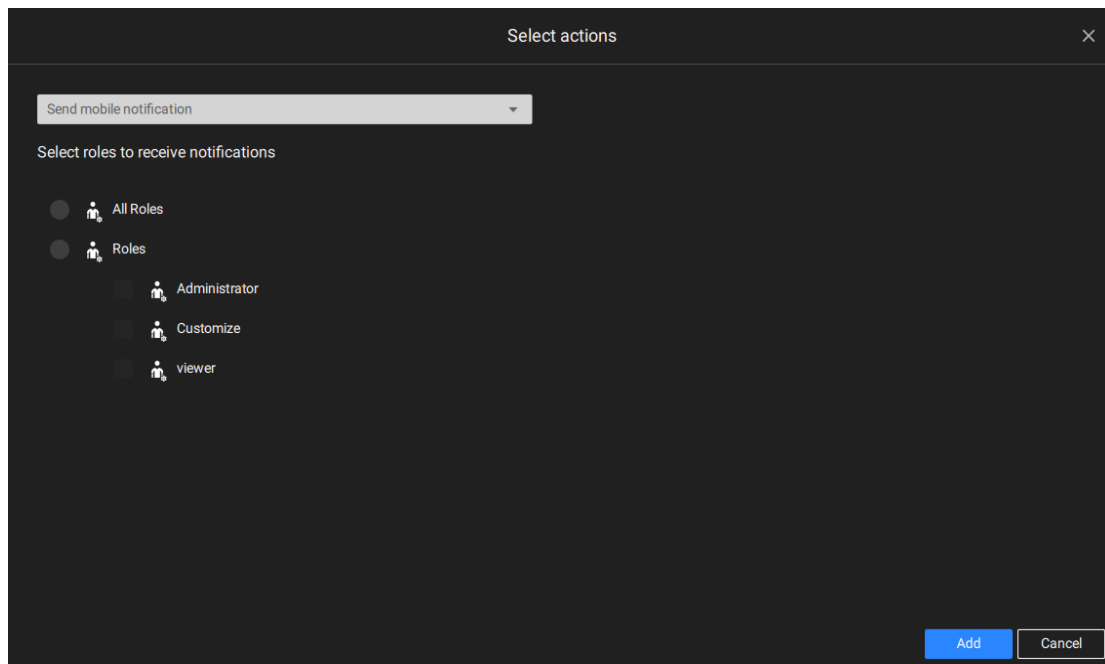 Select actions
Send mobile notification
Select roles to receive notifications
All Roles
Roles
Administrator
Customize
viewer
Add
Cancel